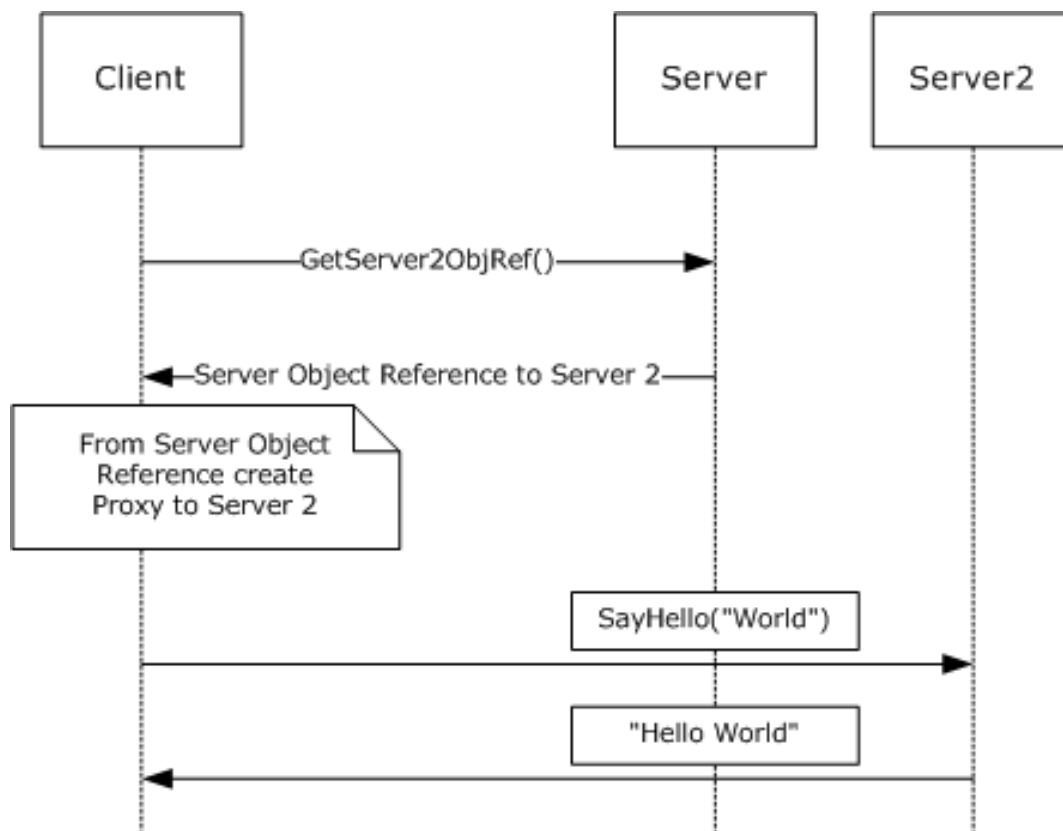 Client
Server
Server2
GetServer2ObjRef()
Server Object Reference to Server 2
From Server Object
Reference create
Proxy to Server 2
SayHello("World")
"Hello World"